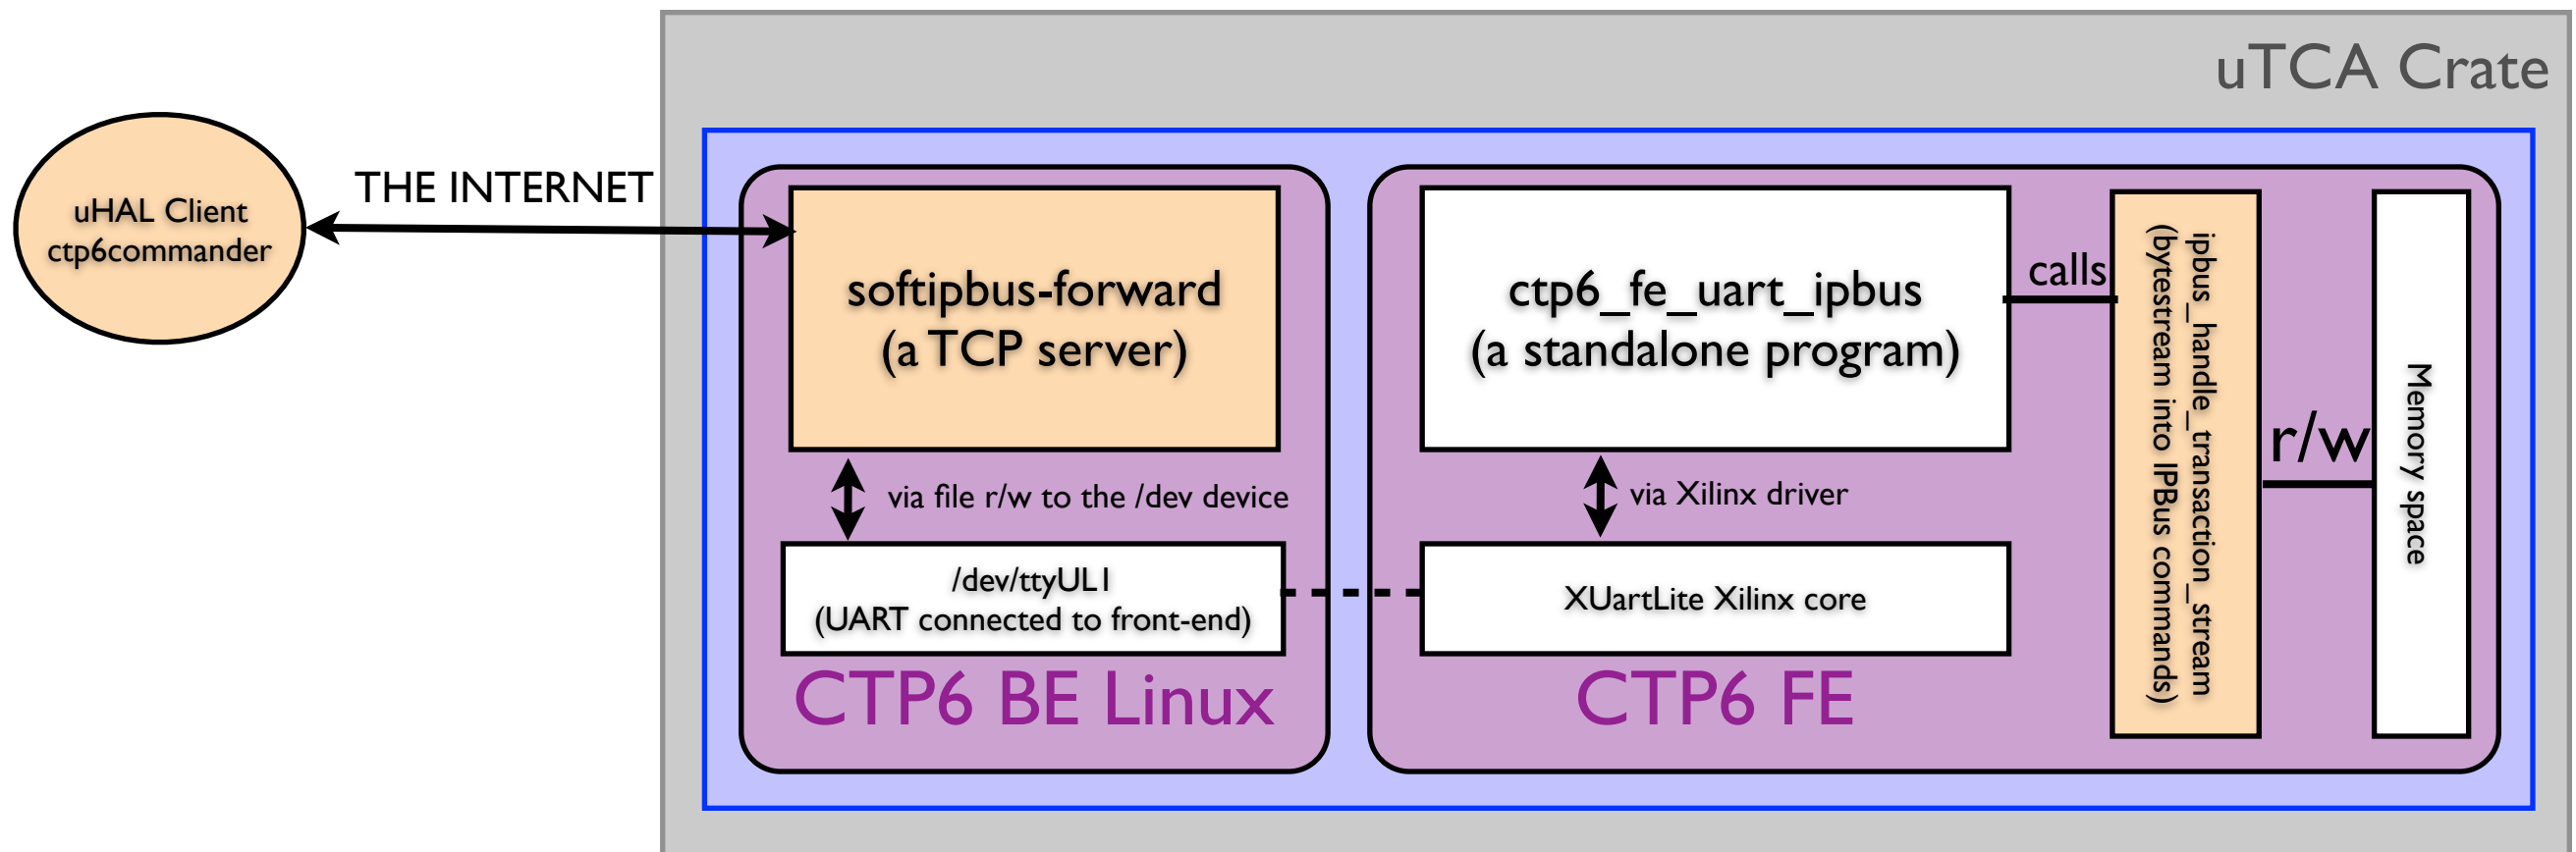 uTCA Crate
uHAL Client
ctp6commander
THE INTERNET
softipbus-forward
(a TCP server)
via file r/w to the /dev device
/dev/ttyUL1
(UART connected to front-end)
CTP6 BE Linux
ctp6_fe_uart_ipbus
(a standalone program)
via Xilinx driver
XUartLite Xilinx core
CTP6 FE
calls
ipbus_handle_transaction_stream
(bytestream into IPBus commands)
r/w
Memory space